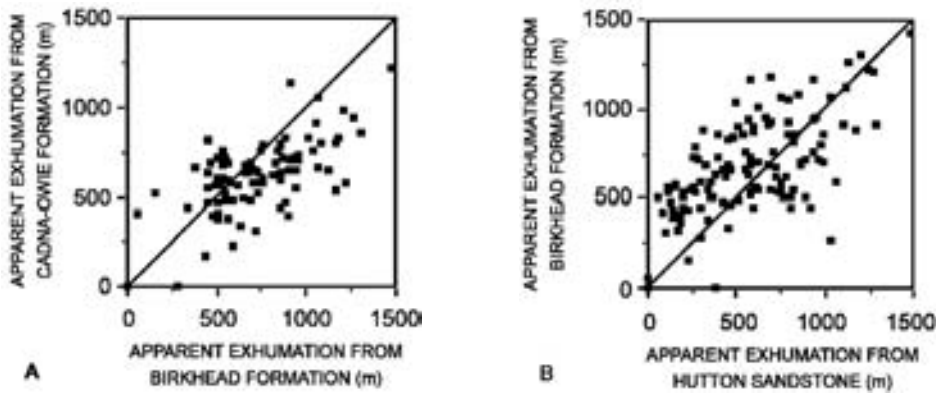 APPARENT EXHUMATION FROM
CADNA-OWIE FORMATION (m)
1500
1000
500
0
0
500
1000
1500
APPARENT EXHUMATION FROM
BIRKHEAD FORMATION (m)
A
APPARENT EXHUMATION FROM
BIRKHEAD FORMATION
(m)
1500
1000
500
0
0
500
1000
1500
APPARENT EXHUMATION FROM
HUTTON SANDSTONE (m)
B